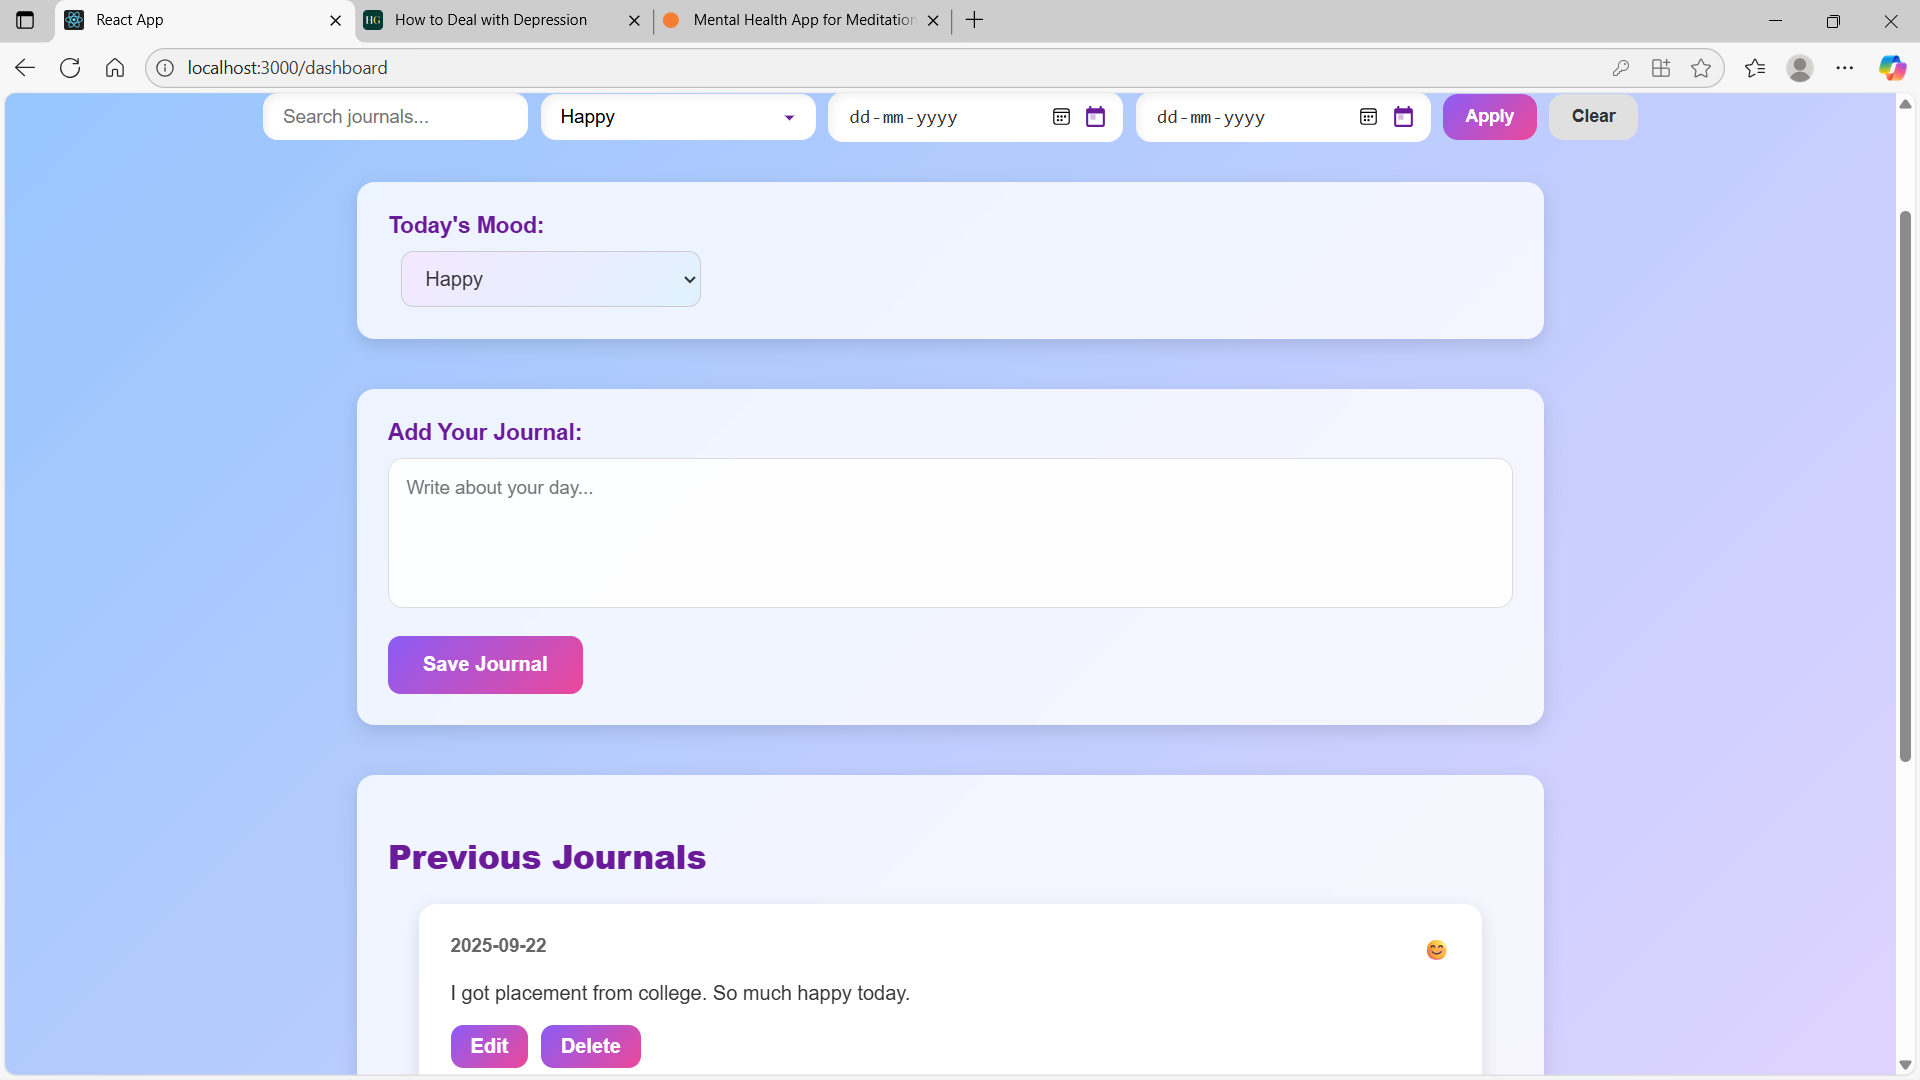 React App
How to Deal with Depression
Mental Health App for Meditation
localhost:3000/dashboard
Search journals...
Happy
dd-mm-yyyy
dd-mm-yyyy
Apply
Clear
Today's Mood:
Happy
Add Your Journal:
Write about your day...
Save Journal
Previous Journals
2025-09-22
I got placement from college. So much happy today.
Edit
Delete
HG